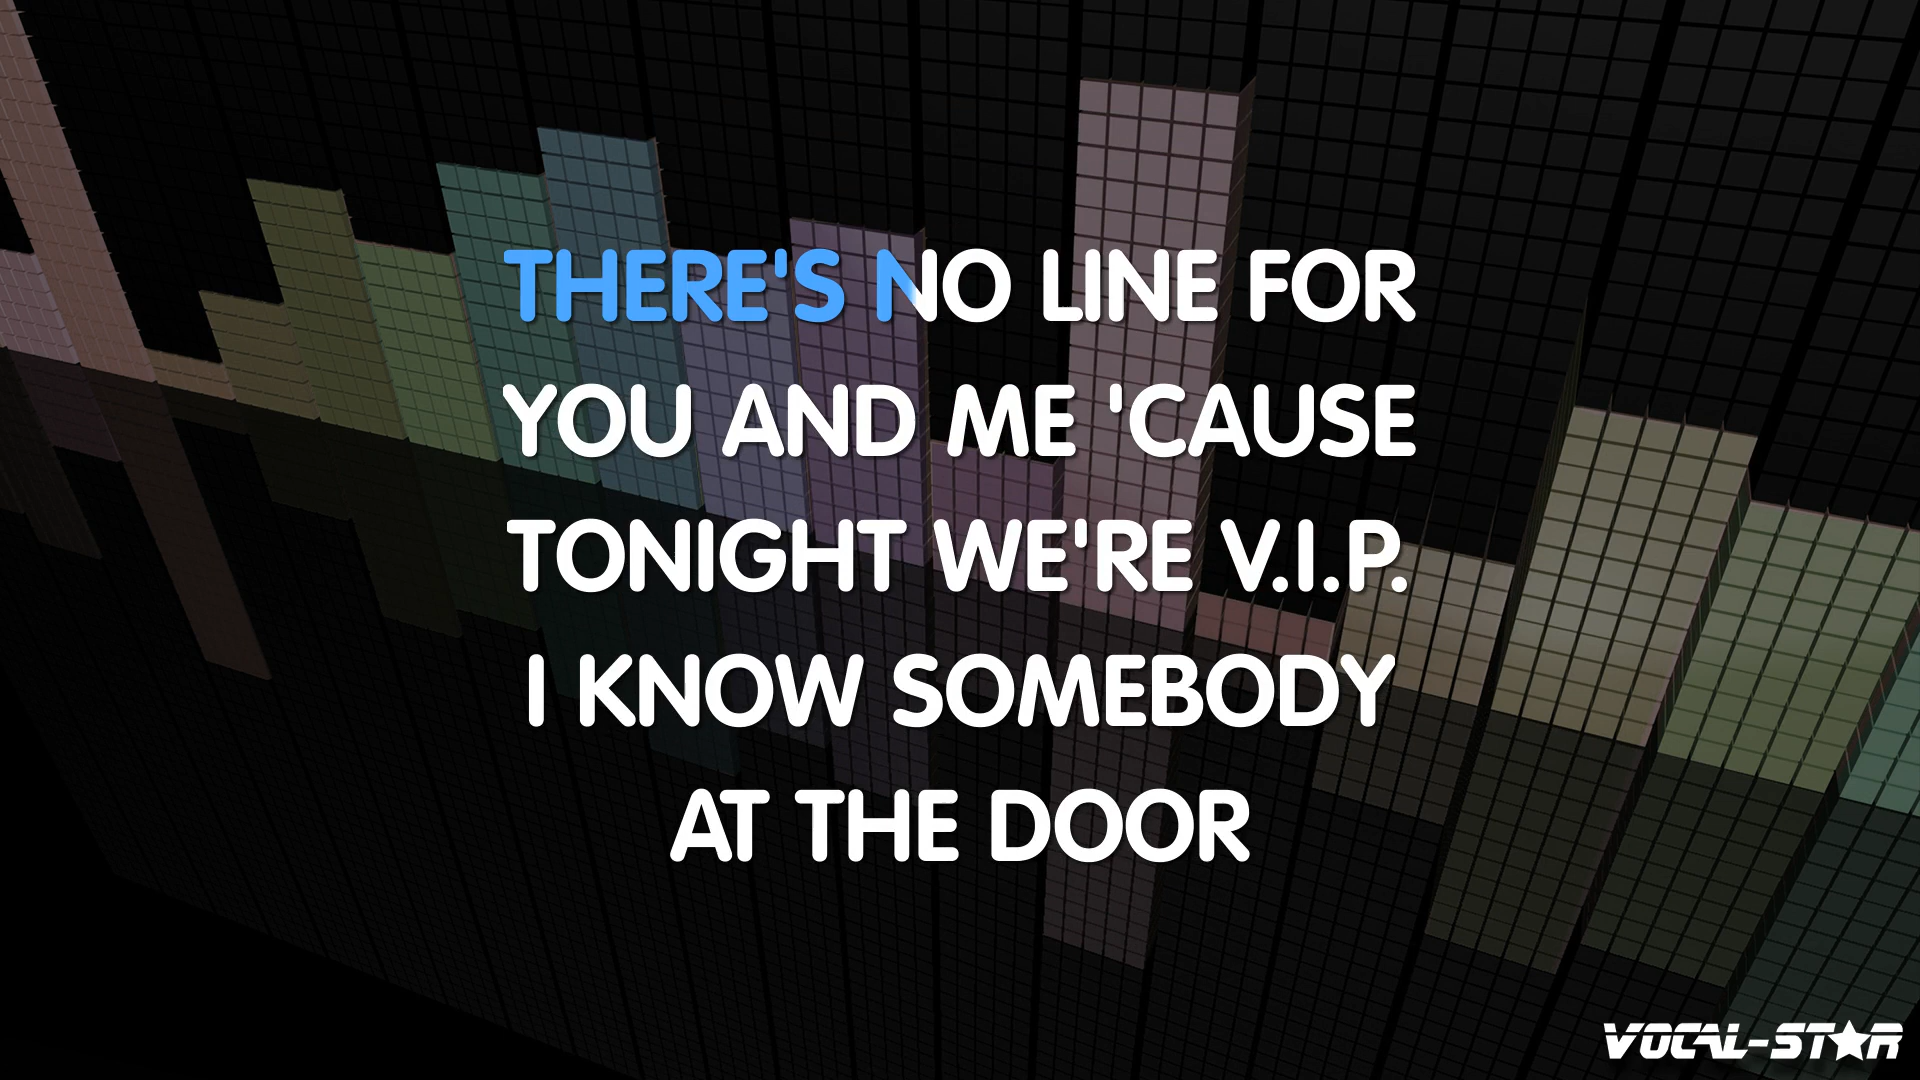 THERE'S NO LINE FOR
YOU AND ME 'CAUSE
TONIGHT WE'RE V.I.P.
I KNOW SOMEBODY
AT THE DOOR
VOCAL-STAR